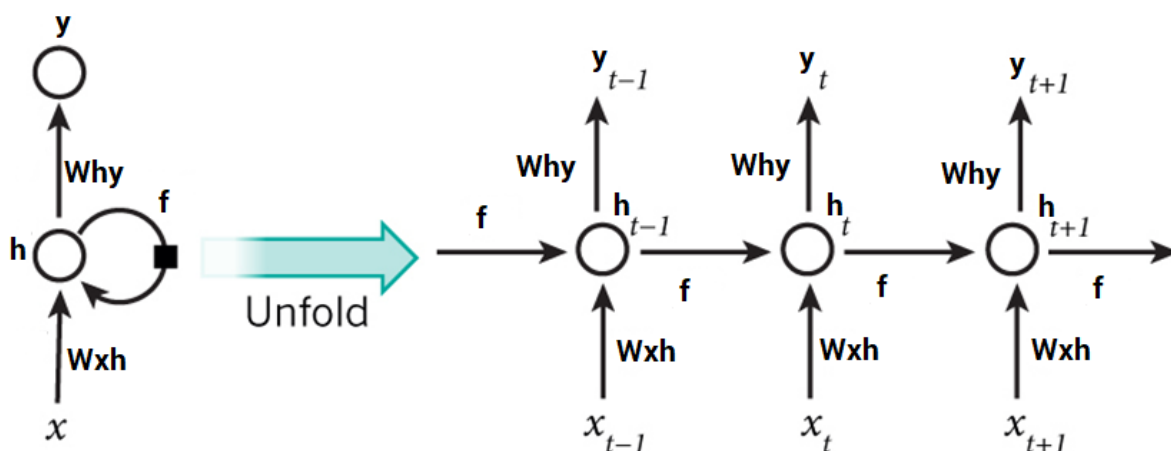 y
Why
f
h
Unfold
Wxh
x
y t-1
y t
y t+1
Why
Why
Why
f
h t-1
h t
h t+1
f
f
f
Wxh
Wxh
Wxh
x t-1
x t
x t+1